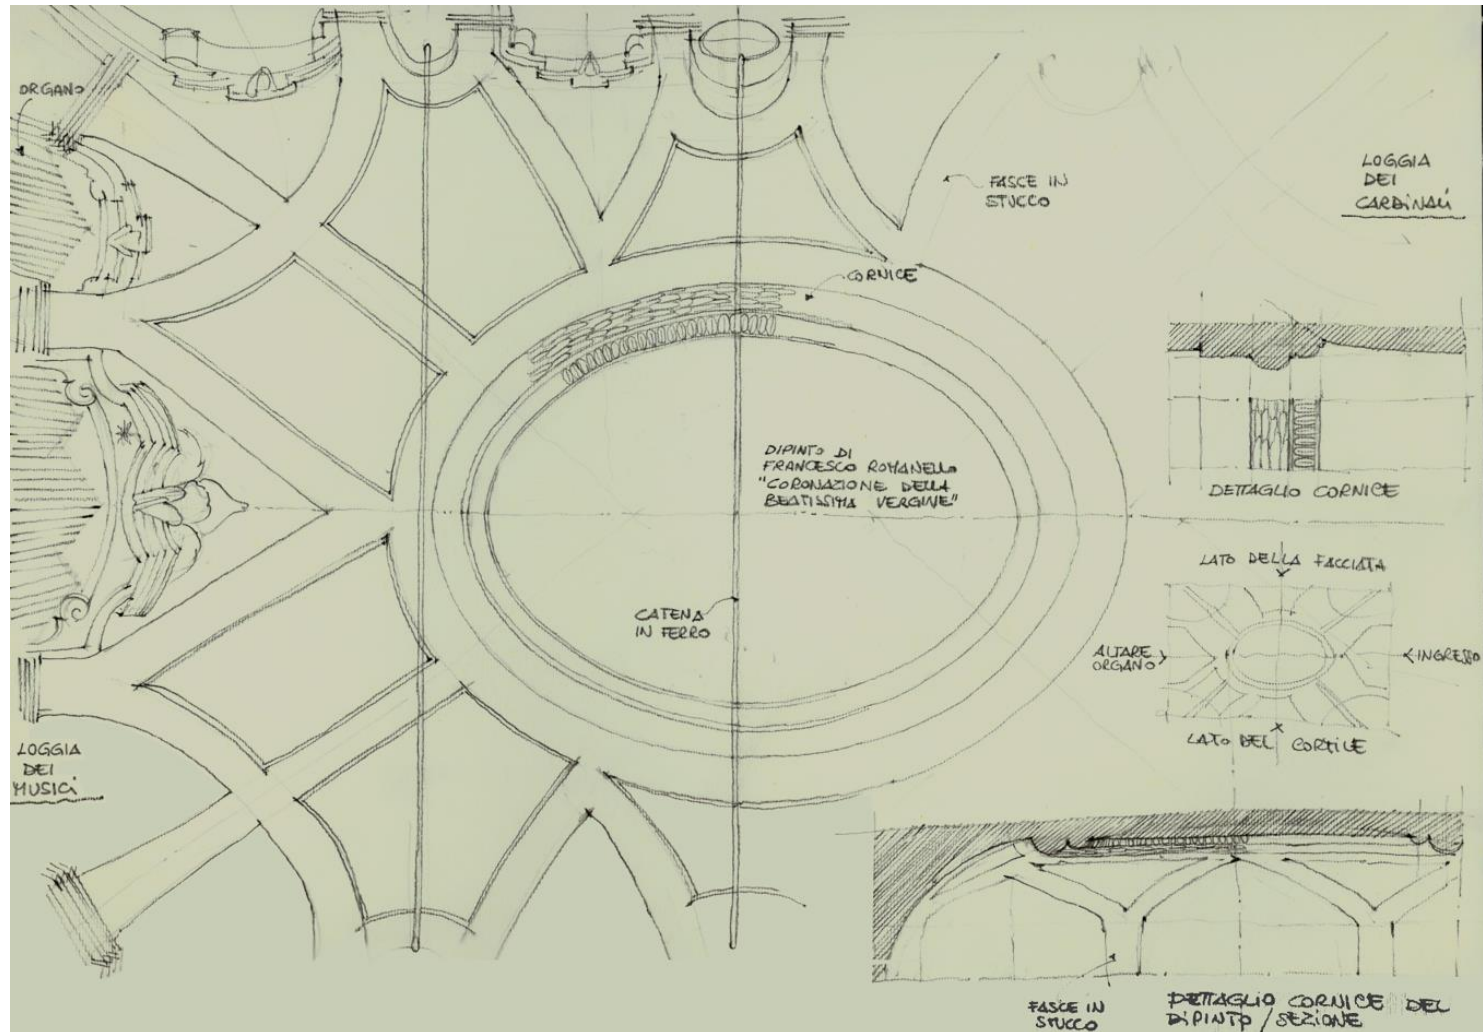 ORGANO
FASCE IN
STUCCO
LOGGIA
DEI
CARDINALI
CORNICE
DIPINTO DI
FRANCESCO ROMANELLO
"CORONAZIONE DELLA
BEATISSIMA VERGINE"
DETTAGLIO CORNICE
LATO DELLA FACCIATA
CATENA
IN FERRO
ALTARE
ORGANO
INGRESSO
LATO DEL CORTILE
LOGGIA
DEI
MUSICI
FASCE IN
STUCCO
DETTAGLIO CORNICE DEL
DIPINTO / SEZIONE